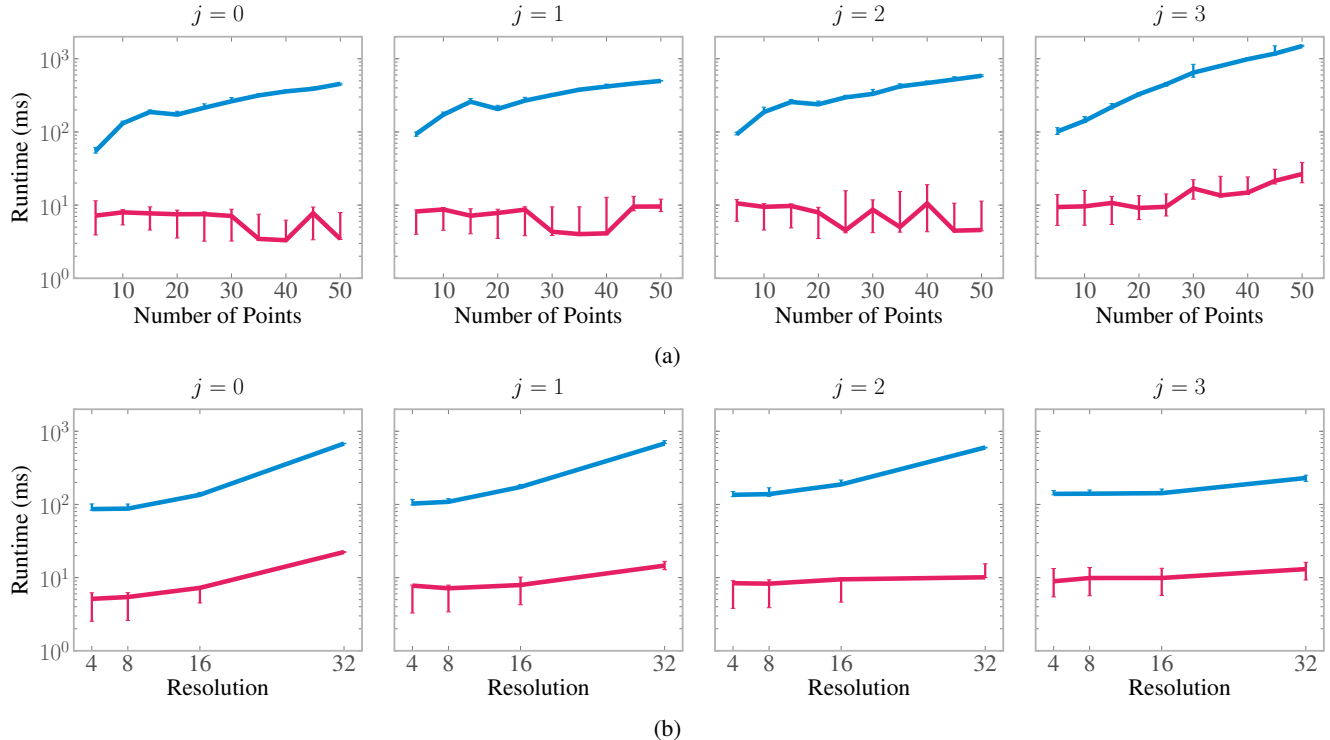 j = 0 j = 1 j = 2 j = 3
Runtime (ms)
10^3
10^2
10^1
10^0
10 20 30 40 50 10 20 30 40 50 10 20 30 40 50 10 20 30 40 50
Number of Points Number of Points Number of Points Number of Points
(a)
j = 0 j = 1 j = 2 j = 3
Runtime (ms)
10^3
10^2
10^1
10^0
4 8 16 32 4 8 16 32 4 8 16 32 4 8 16 32
Resolution Resolution Resolution Resolution
(b)